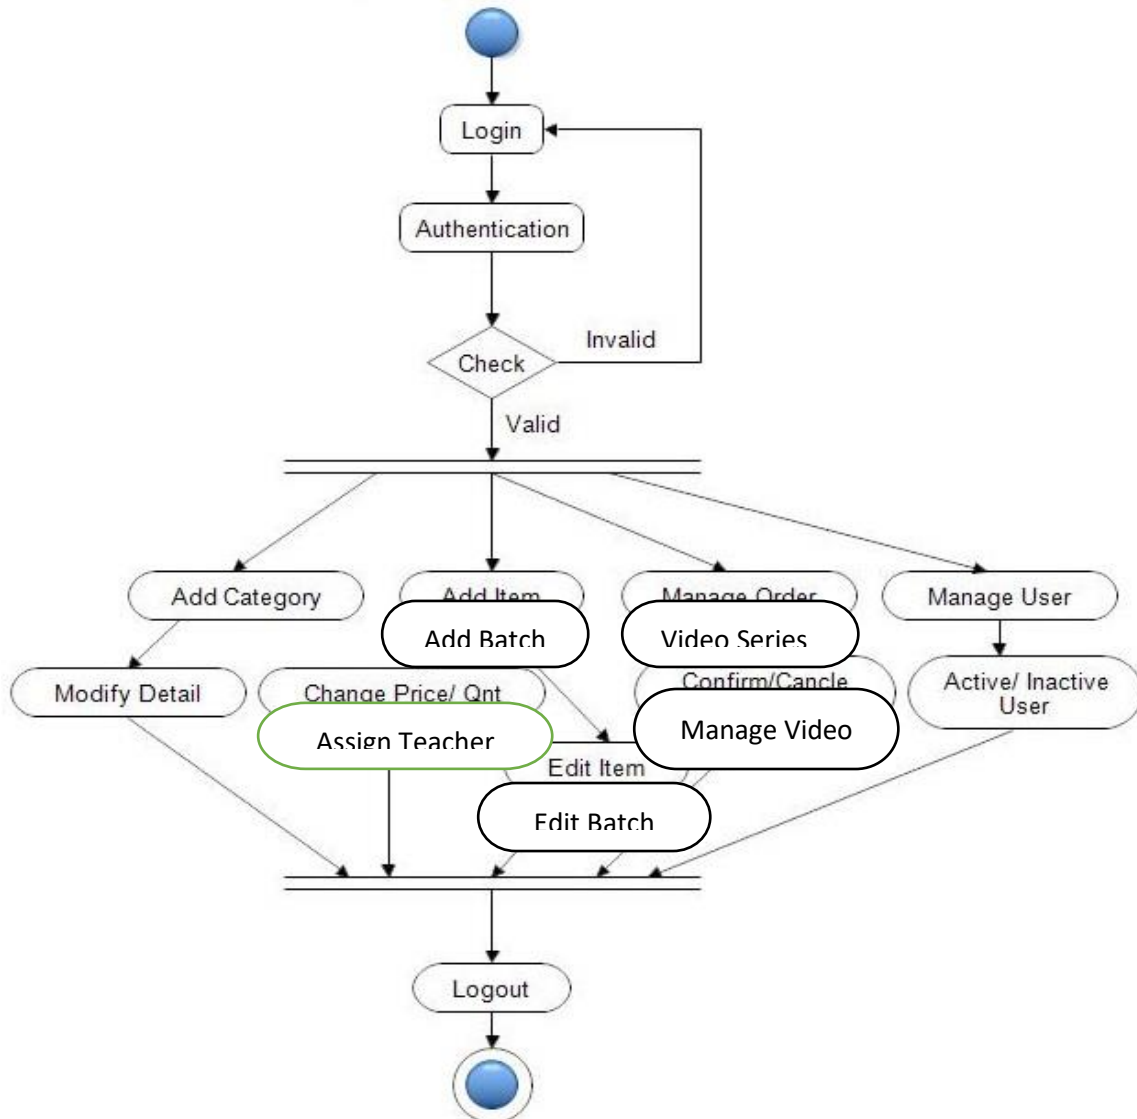 Login
Authentication
Invalid
Check
Valid
Add Category
Add Item
Manage Order
Manage User
Add Batch
Video Series
Modify Detail
Change Price/ Qnt
Confirm/Cancle
Active/ Inactive
User
Assign Teacher
Manage Video
Edit Item
Edit Batch
Logout